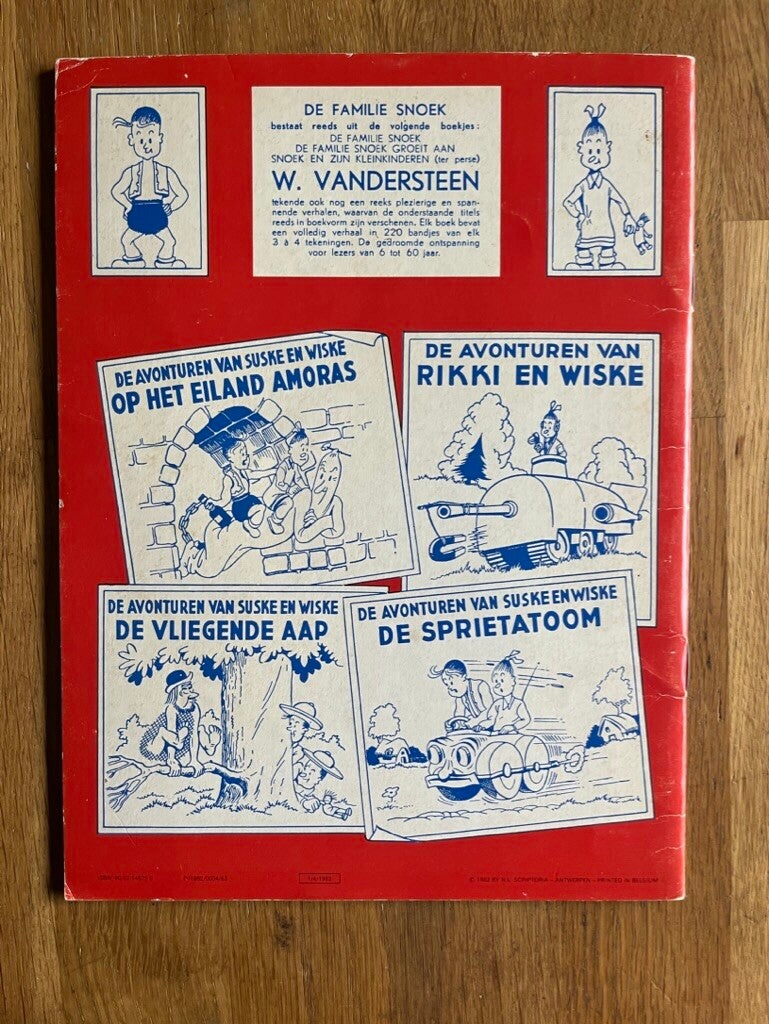 DE FAMILIE SNOEK
bestaat reeds uit de volgende boekjes:
DE FAMILIE SNOEK
DE FAMILIE SNOEK GROEIT AAN
SNOEK EN ZIJN KLEINKINDEREN (ter perse)
W. VANDERSTEEN
tekende ook nog een reeks plezierige en span-
nende verhalen, waarvan de onderstaande titels
reeds in boekvorm zijn verschenen. Elk boek bevat
een volledig verhaal in 220 bandjes van elk
3 à 4 tekeningen. De gedroomde ontspanning
voor lezers van 6 tot 60 jaar.
DE AVONTUREN VAN SUSKE EN WISKE
OP HET EILAND AMORAS
DE AVONTUREN VAN
RIKKI EN WISKE
DE AVONTUREN VAN SUSKE EN WISKE
DE VLIEGENDE AAP
DE AVONTUREN VAN SUSKE EN WISKE
DE SPRIETATOOM
© 1982 BY N.V. SCRIPTORIA - ANTWERPEN - PRINTED IN BELGIUM